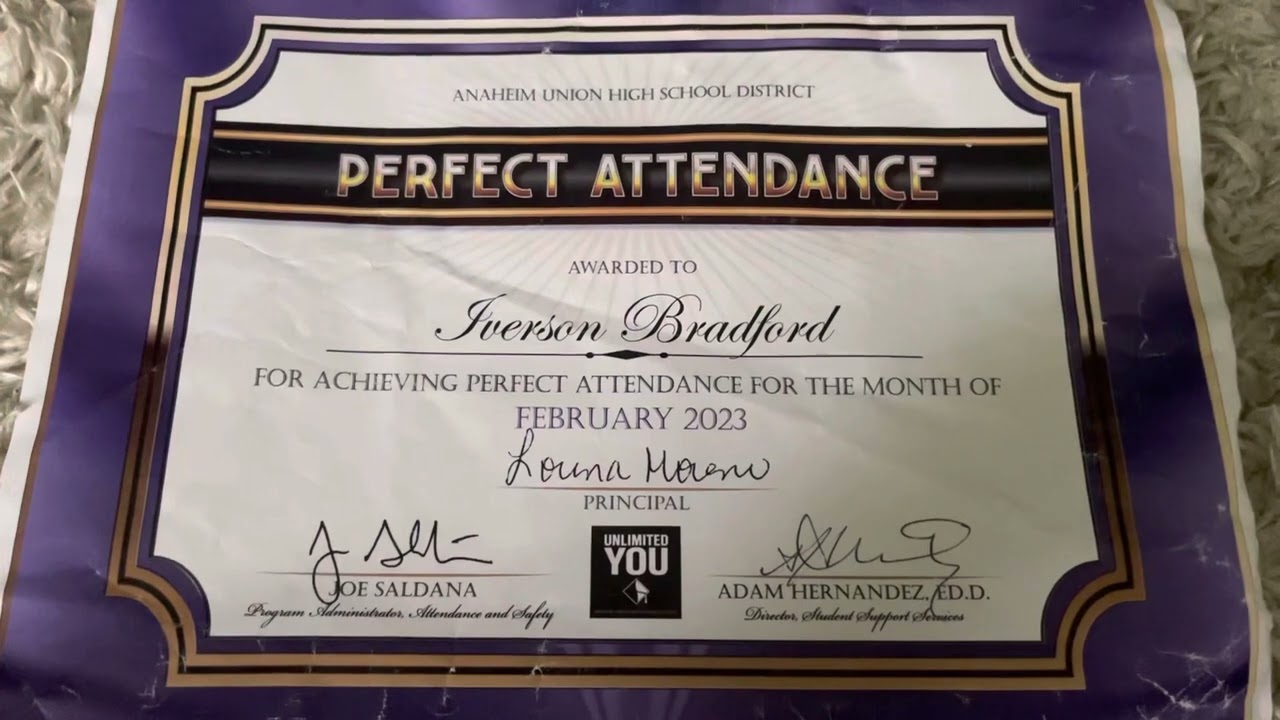 ANAHEIM UNION HIGH SCHOOL DISTRICT
PERFECT ATTENDANCE
AWARDED TO
Iverson Bradford
FOR ACHIEVING PERFECT ATTENDANCE FOR THE MONTH OF
FEBRUARY 2023
PRINCIPAL
UNLIMITED
YOU
JOE SALDANA
Program Administrator, Attendance and Safety
ADAM HERNANDEZ, ED.D.
Director, Student Support Services